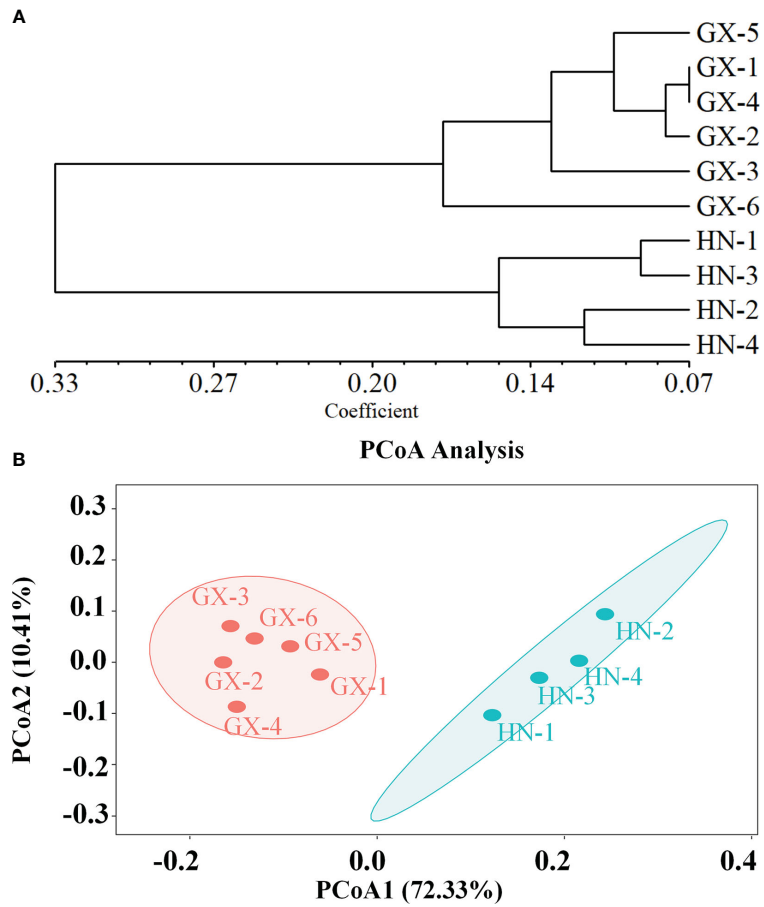 A
GX-5
GX-1
GX-4
GX-2
GX-3
GX-6
HN-1
HN-3
HN-2
HN-4
0.33 0.27 0.20 0.14 0.07
Coefficient
B
PCoA Analysis
PCoA2 (10.41%)
0.3
0.2
0.1
0.0
-0.1
-0.2
-0.3
GX-3
GX-6
GX-5
GX-2
GX-1
GX-4
HN-2
HN-4
HN-3
HN-1
-0.2 0.0 0.2 0.4
PCoA1 (72.33%)